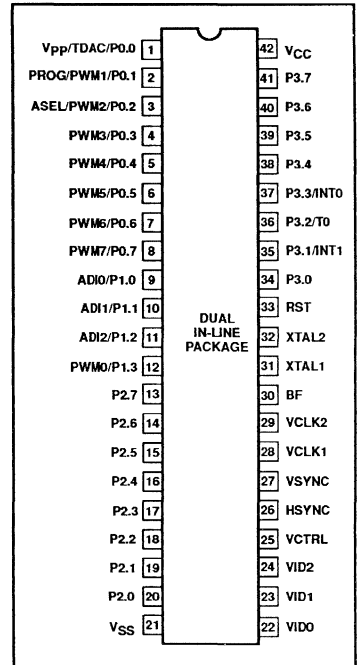 Vpp/TDAC/P0.0 1
PROG/PWM1/P0.1 2
ASEL/PWM2/P0.2 3
PWM3/P0.3 4
PWM4/P0.4 5
PWM5/P0.5 6
PWM6/P0.6 7
PWM7/P0.7 8
ADI0/P1.0 9
ADI1/P1.1 10
ADI2/P1.2 11
PWM0/P1.3 12
P2.7 13
P2.6 14
P2.5 15
P2.4 16
P2.3 17
P2.2 18
P2.1 19
P2.0 20
VSS 21
DUAL
IN-LINE
PACKAGE
42 VCC
41 P3.7
40 P3.6
39 P3.5
38 P3.4
37 P3.3/INT0
36 P3.2/T0
35 P3.1/INT1
34 P3.0
33 RST
32 XTAL2
31 XTAL1
30 BF
29 VCLK2
28 VCLK1
27 VSYNC
26 HSYNC
25 VCTRL
24 VID2
23 VID1
22 VID0